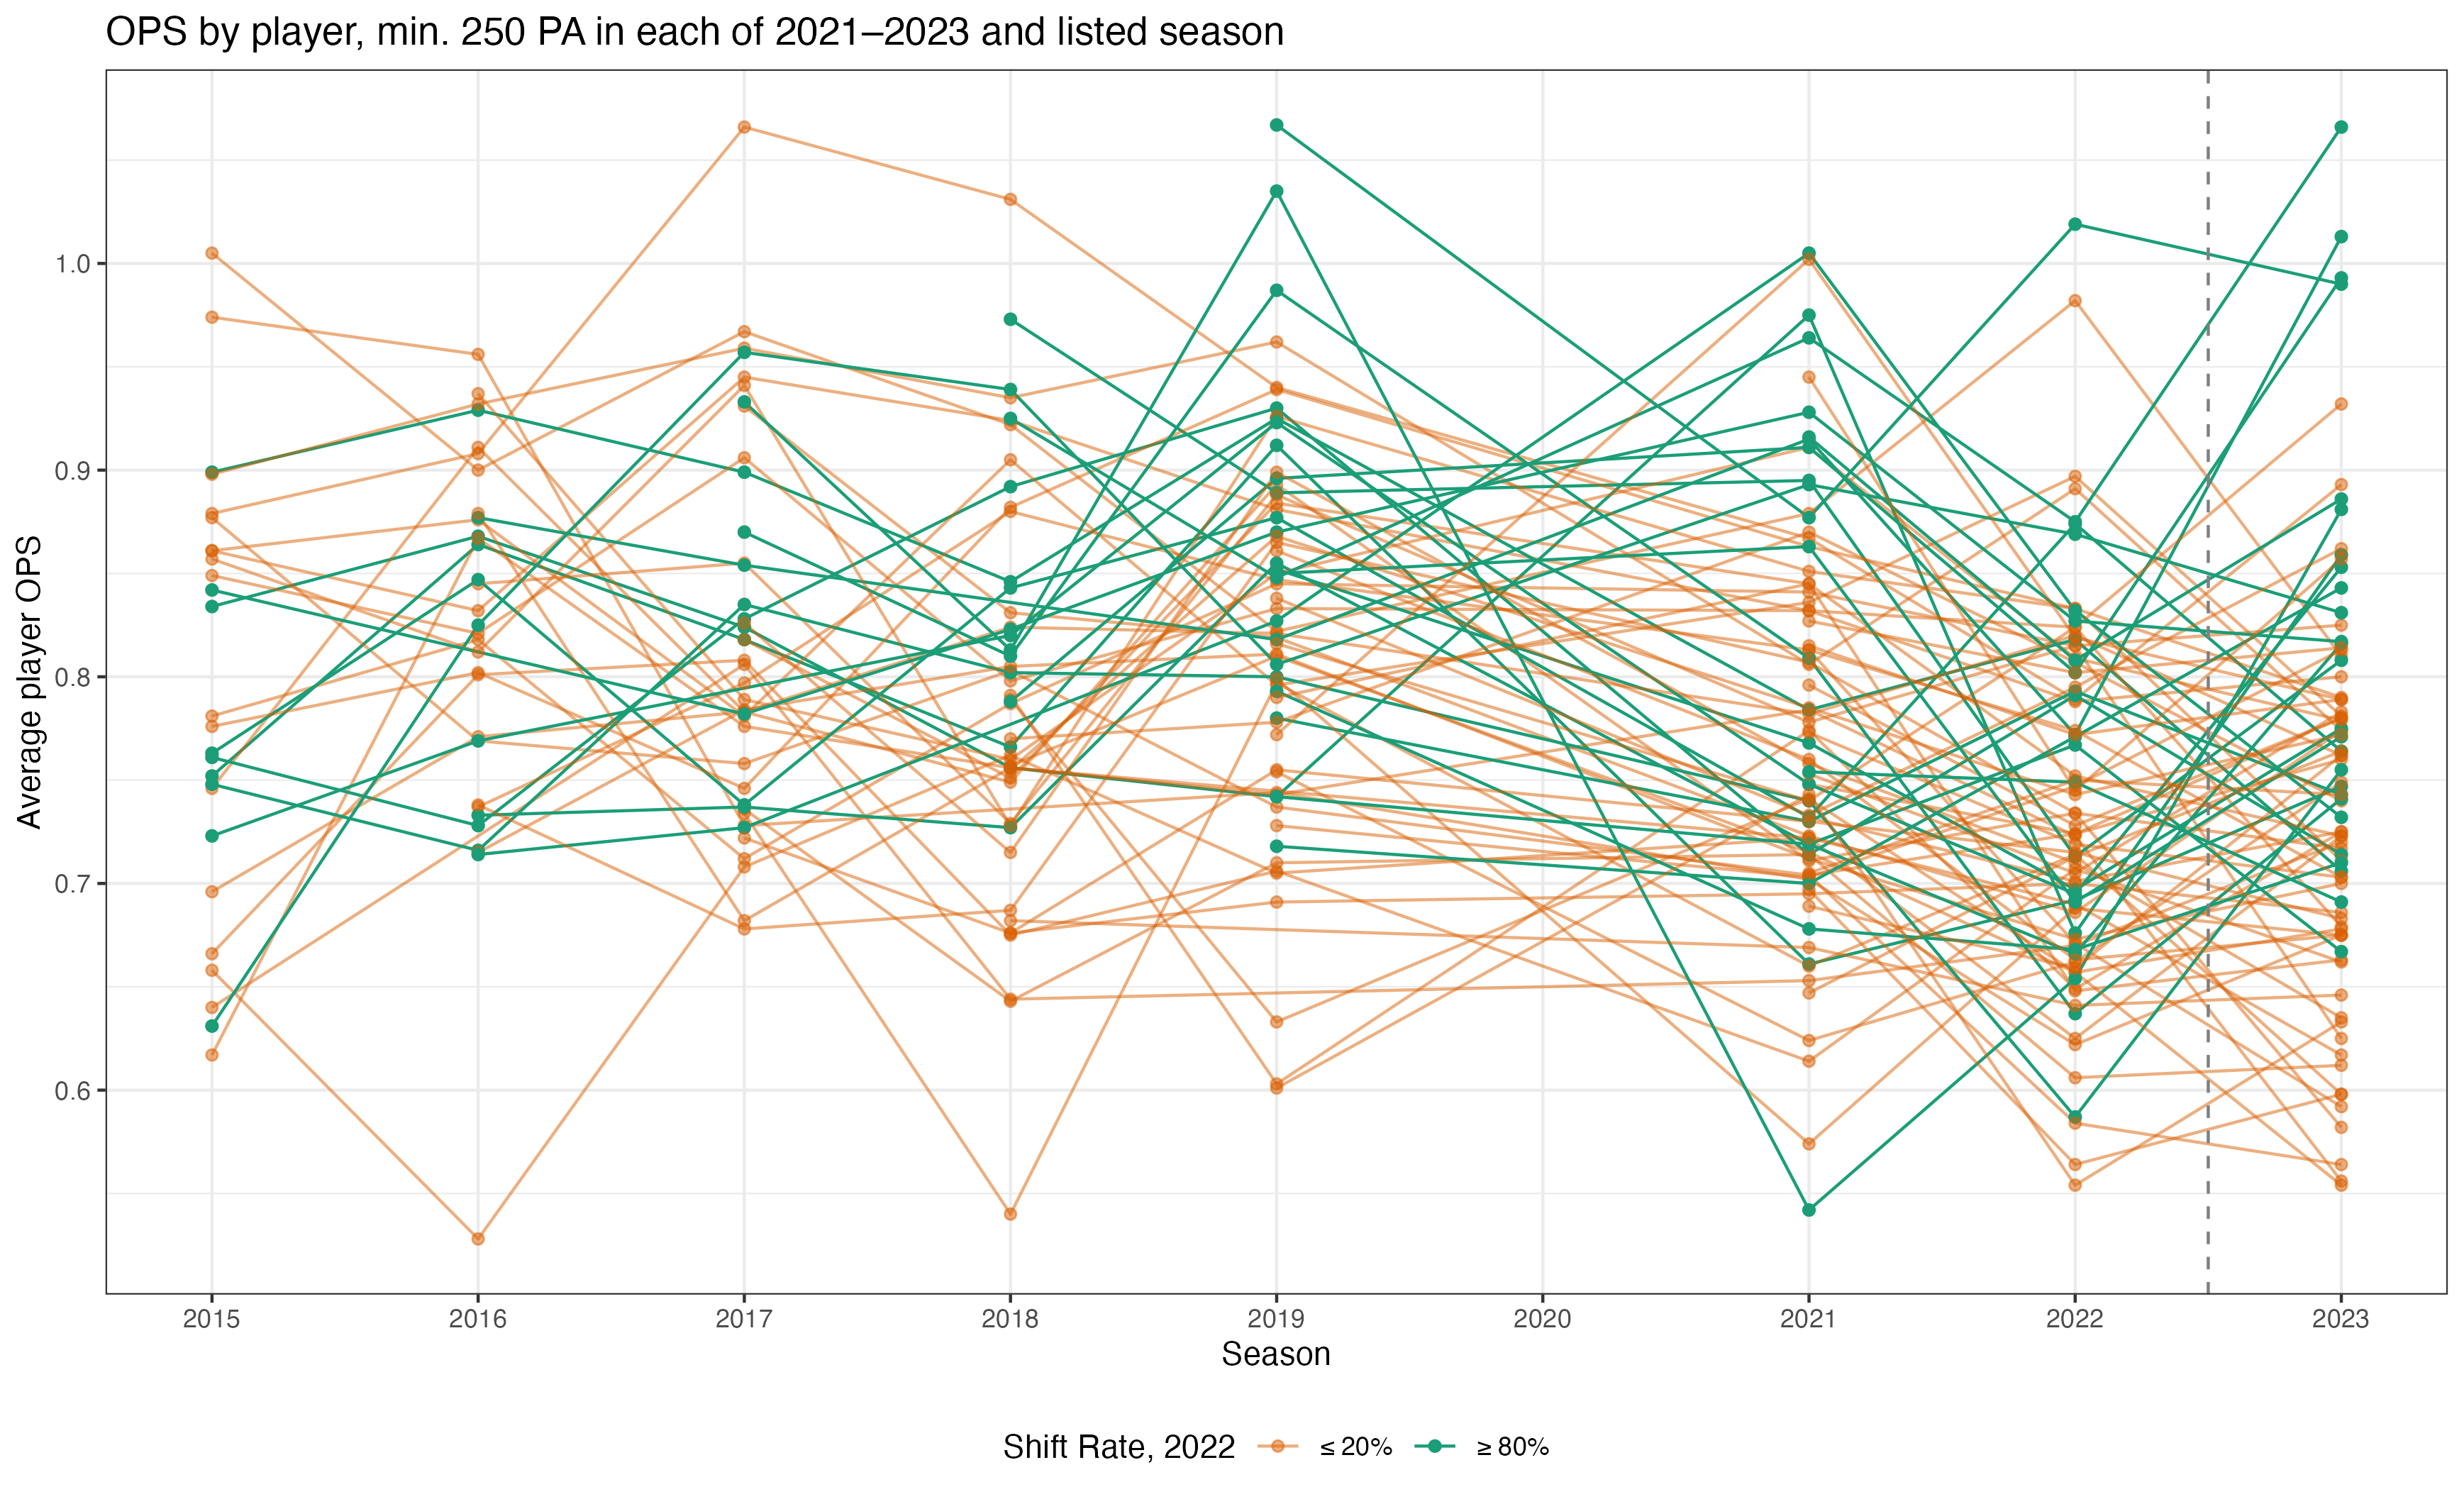 OPS by player, min. 250 PA in each of 2021–2023 and listed season
Average player OPS
1.0
0.9
0.8
0.7
0.6
2015 2016 2017 2018 2019 2020 2021 2022 2023
Season
Shift Rate, 2022 ≤ 20% ≥ 80%